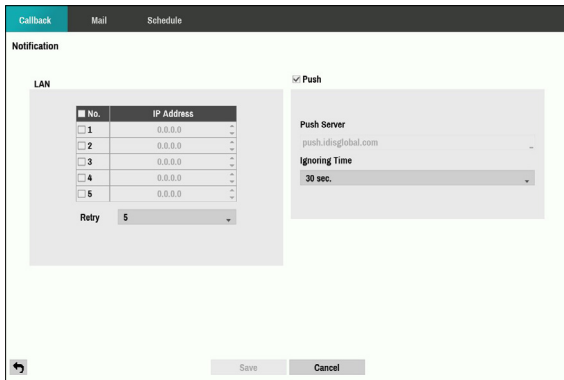 Callback Mail Schedule
Notification
LAN
No. IP Address
1 0.0.0.0
2 0.0.0.0
3 0.0.0.0
4 0.0.0.0
5 0.0.0.0
Retry 5
Push
Push Server
push.idisglobal.com
Ignoring Time
30 sec.
Save Cancel